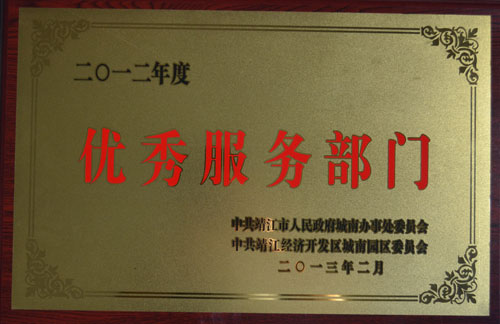 二〇一二年度
优秀服务部门
中共靖江市人民政府城南办事处委员会
中共靖江经济开发区城南园区委员会
二〇一三年二月